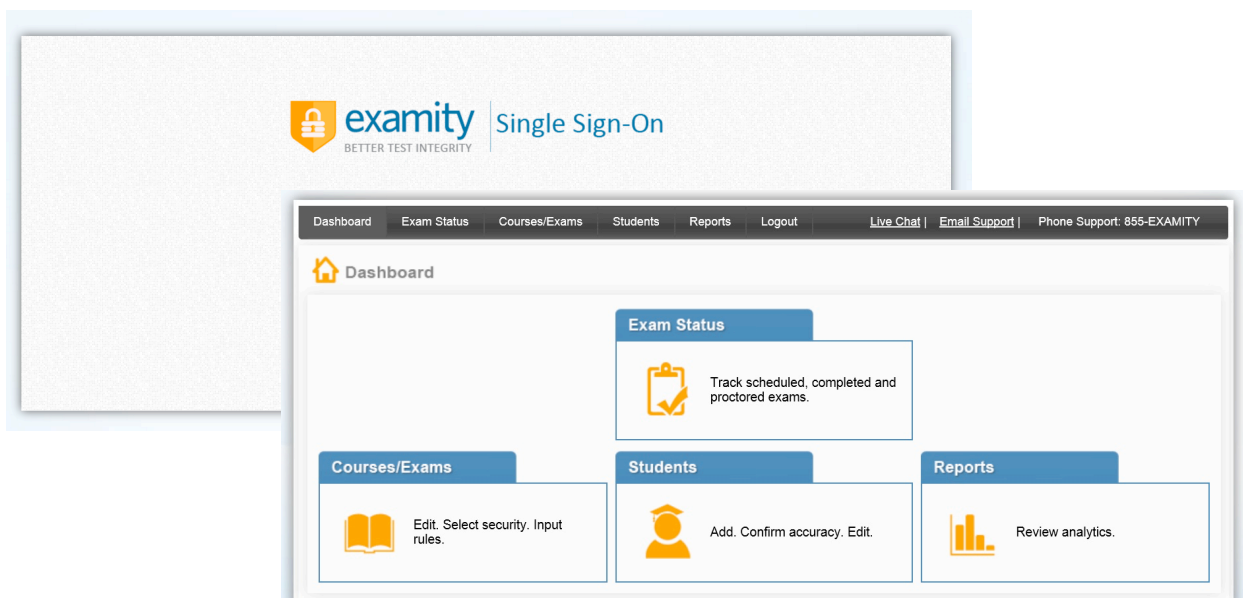 examity
BETTER TEST INTEGRITY
Single Sign-On
Dashboard Exam Status Courses/Exams Students Reports Logout Live Chat | Email Support | Phone Support: 855-EXAMITY
Dashboard
Exam Status
Track scheduled, completed and
proctored exams.
Courses/Exams
Edit. Select security. Input
rules.
Students
Add. Confirm accuracy. Edit.
Reports
Review analytics.